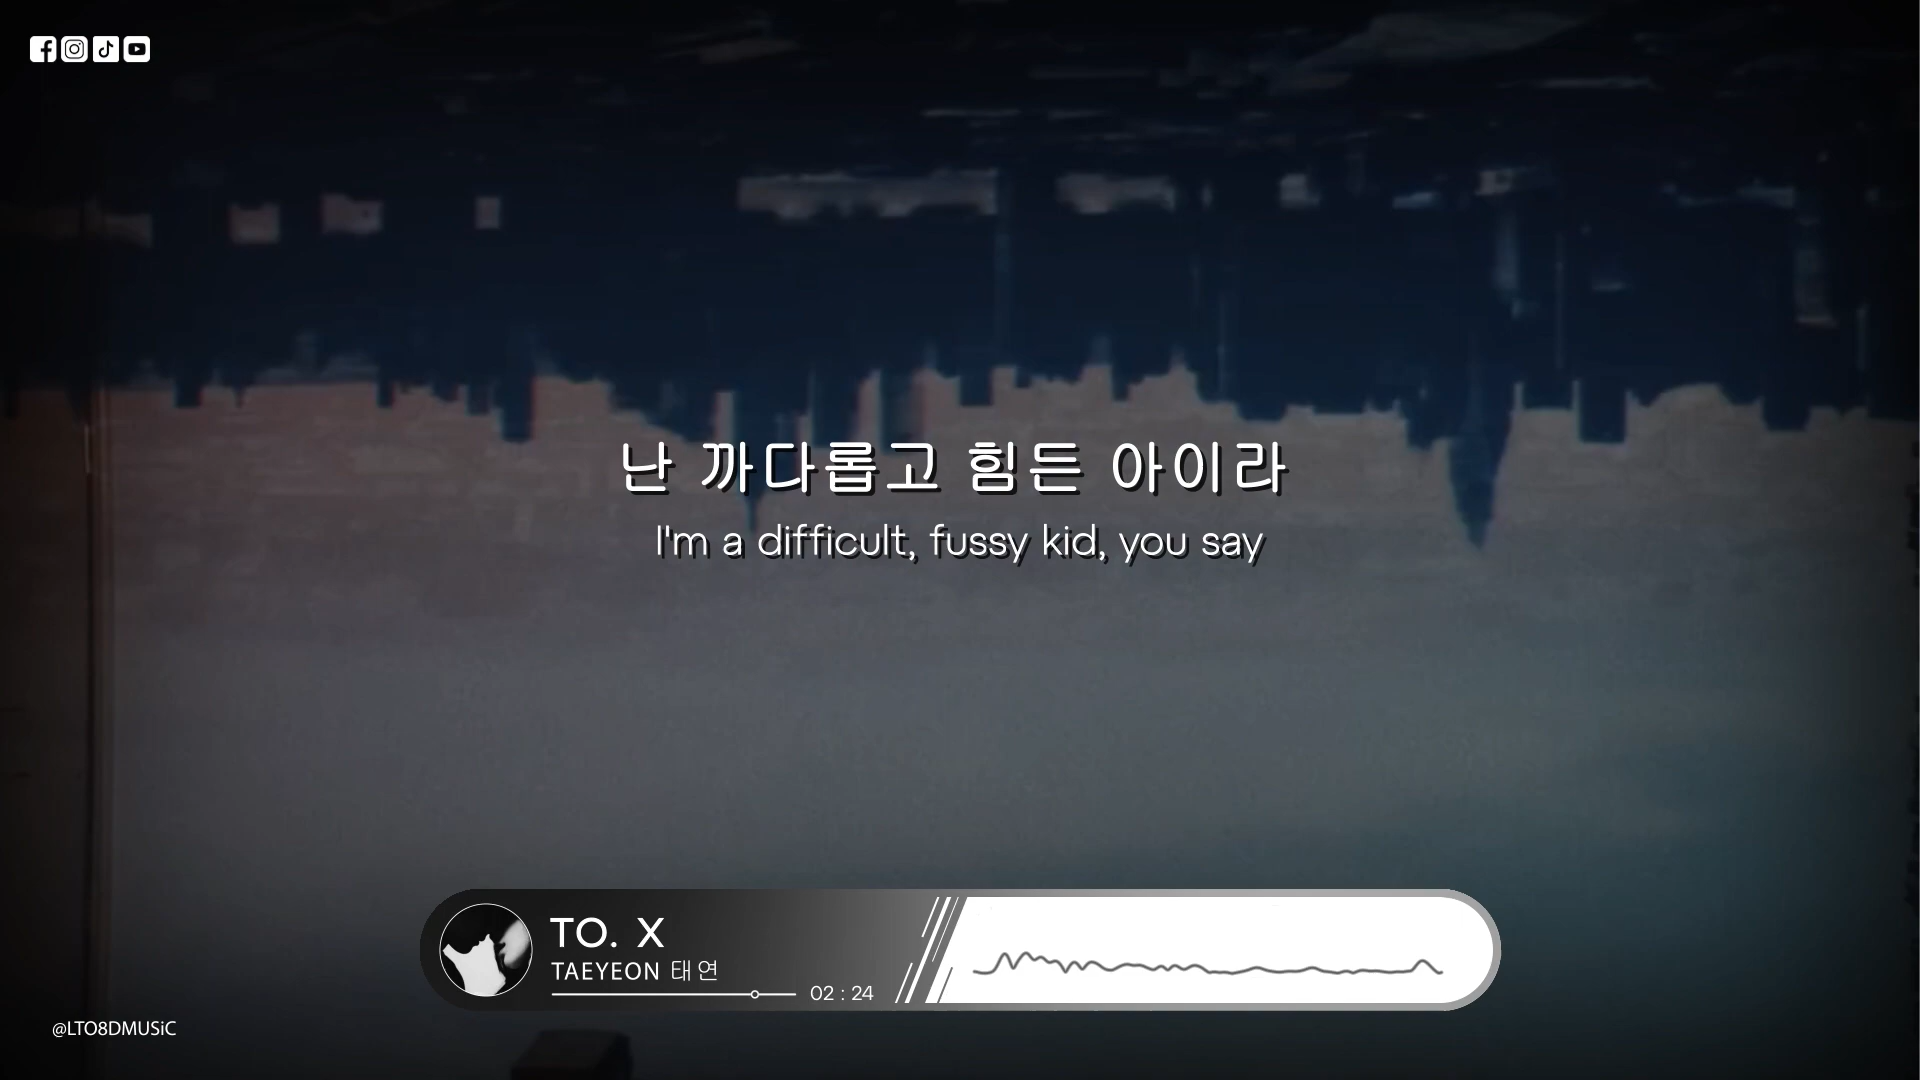 난 까다롭고 힘든 아이라
I'm a difficult, fussy kid, you say
TO. X
TAEYEON 태연
02 : 24
@LTO8DMUSiC